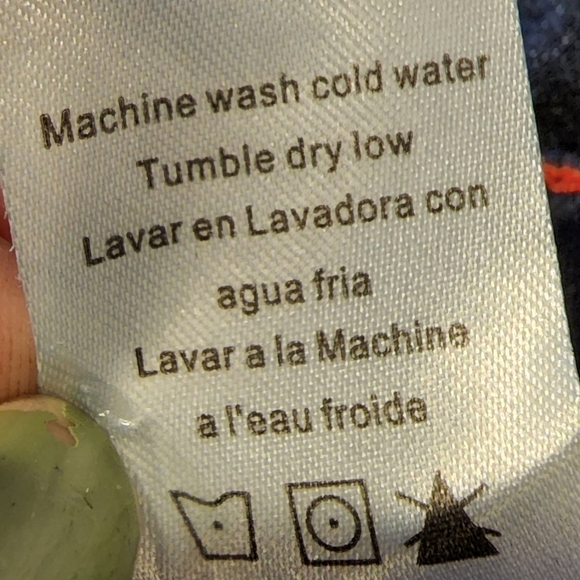 Machine wash cold water
Tumble dry low
Lavar en Lavadora con
agua fria
Lavar a la Machine
a l'eau froide